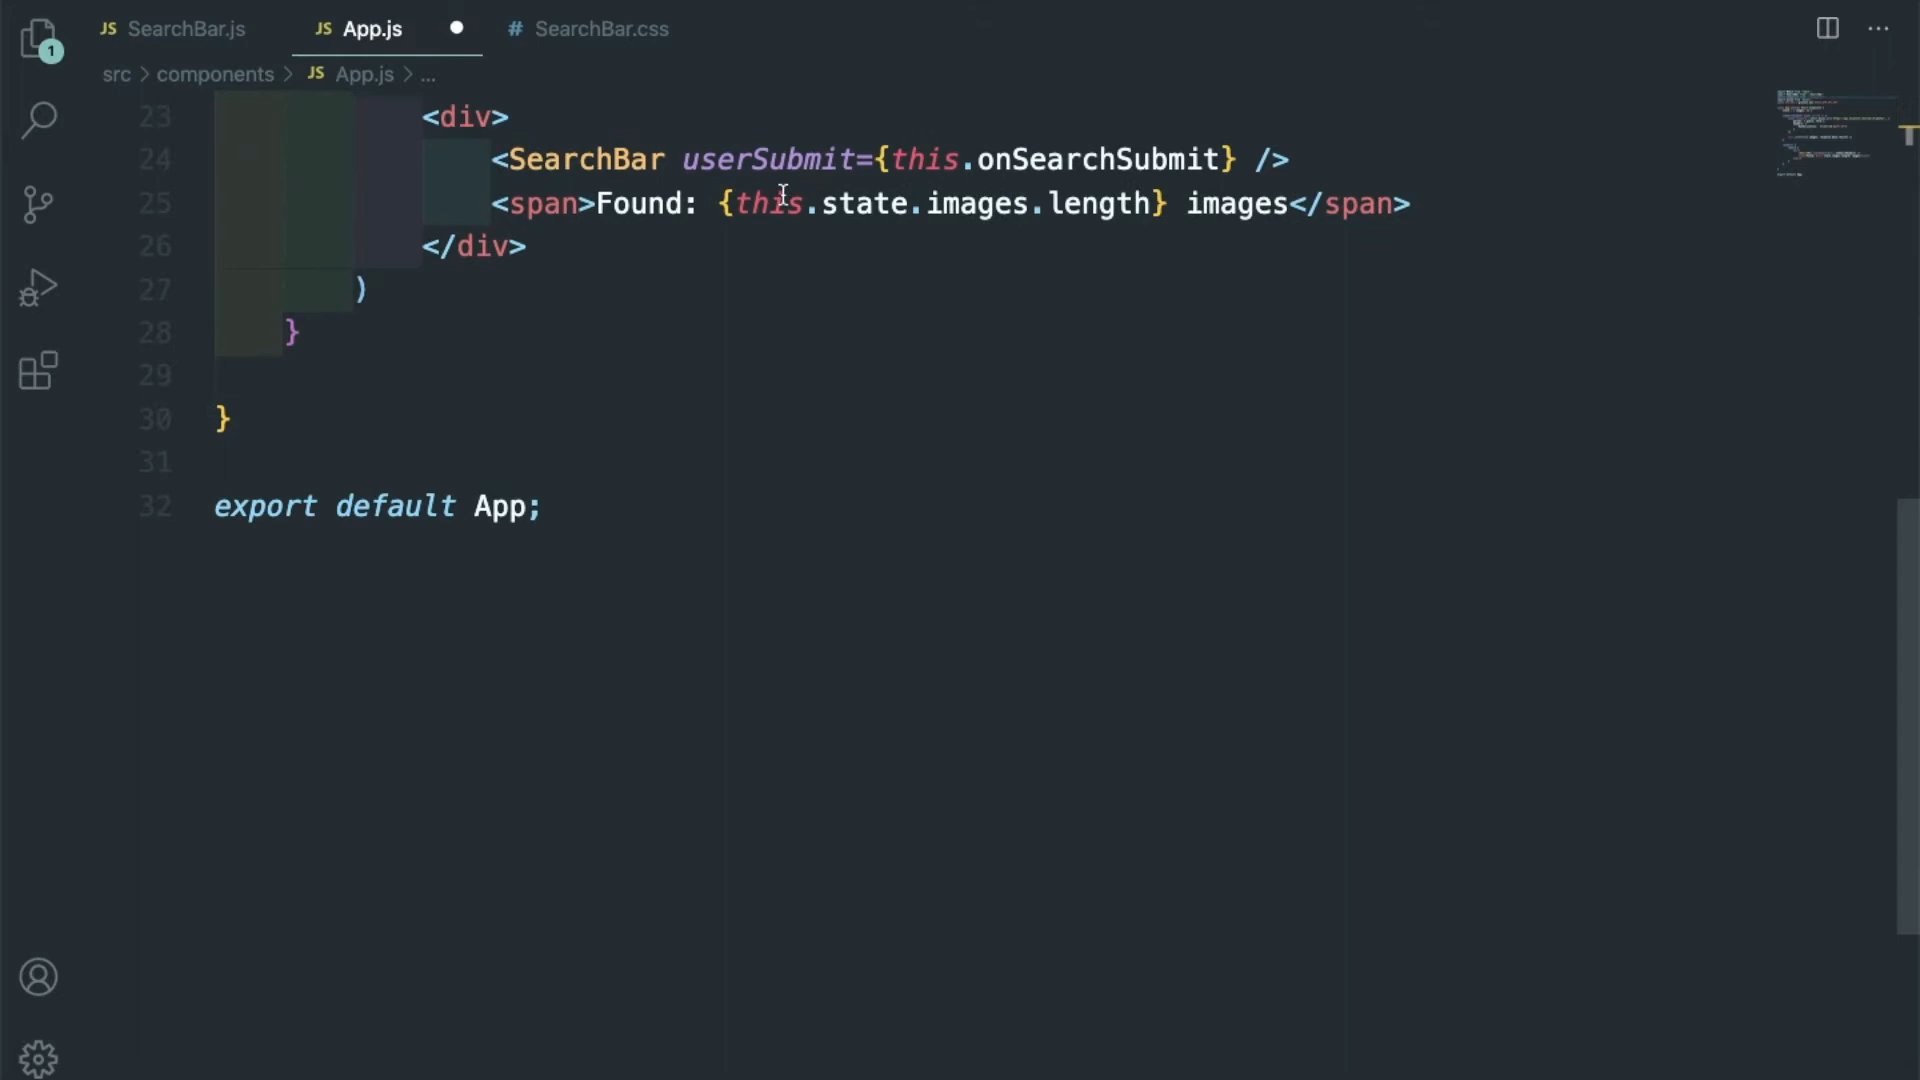 JS SearchBar.js JS App.js # SearchBar.css
1
src > components > JS App.js > ...
23 <div>
24 <SearchBar userSubmit={this.onSearchSubmit} />
25 <span>Found: {this.state.images.length} images</span>
26 </div>
27 )
28 }
29
30 }
31
32 export default App;